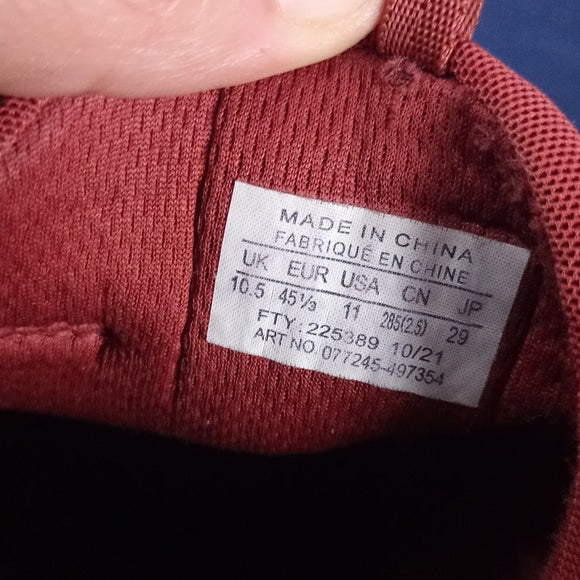 MADE IN CHINA
FABRIQUÉ EN CHINE
UK EUR USA CN JP
10.5 45⅓ 11 285(2.5) 29
FTY: 225389 10/21
ART NO. 077245-497354